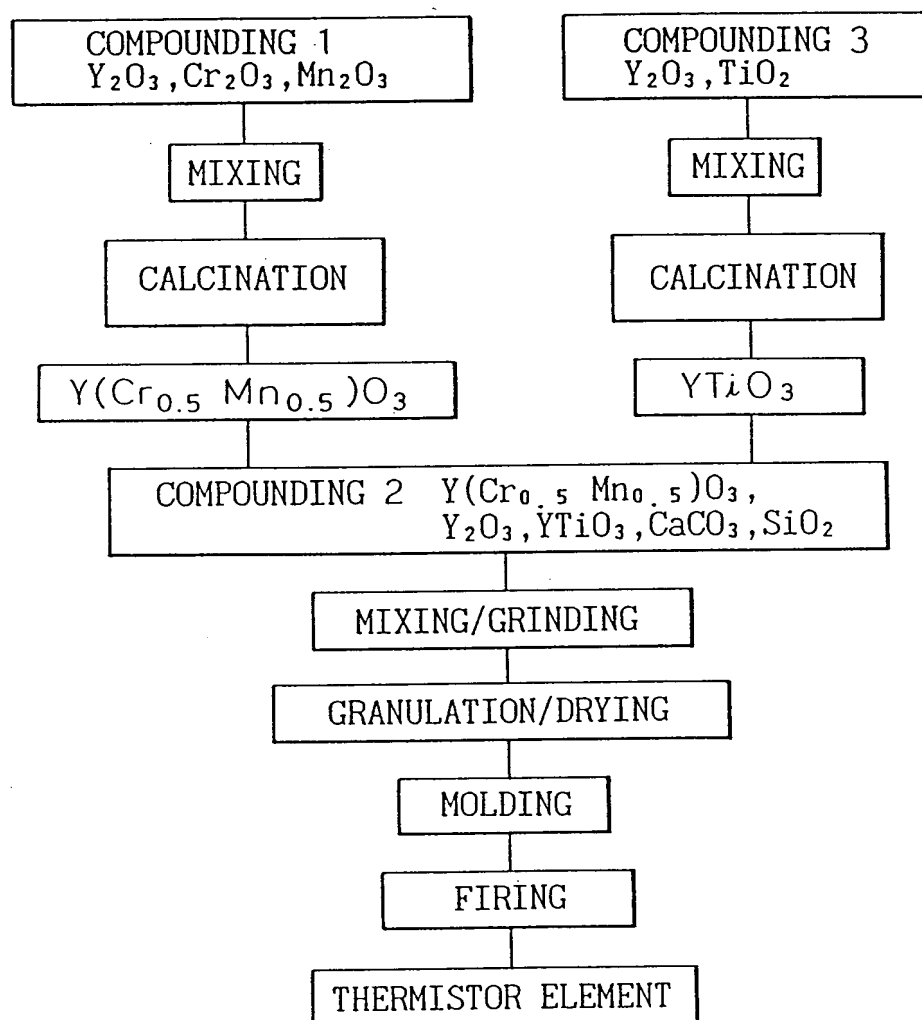 COMPOUNDING 1
Y₂O₃,Cr₂O₃,Mn₂O₃
MIXING
CALCINATION
Y(Cr₀.₅ Mn₀.₅)O₃
COMPOUNDING 3
Y₂O₃,TiO₂
MIXING
CALCINATION
YTiO₃
COMPOUNDING 2 Y(Cr₀.₅ Mn₀.₅)O₃,
Y₂O₃,YTiO₃,CaCO₃,SiO₂
MIXING/GRINDING
GRANULATION/DRYING
MOLDING
FIRING
THERMISTOR ELEMENT